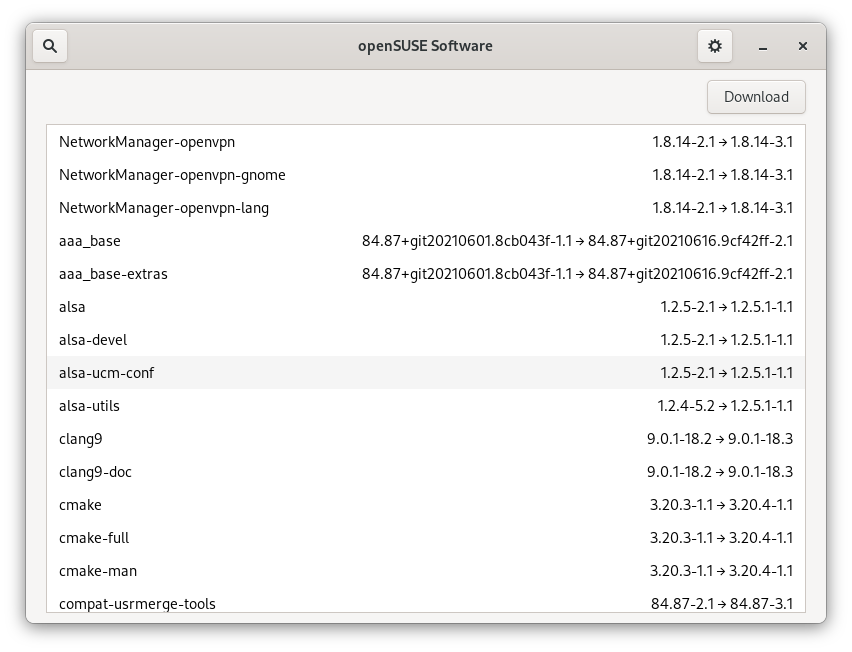 openSUSE Software
Download
NetworkManager-openvpn 1.8.14-2.1 → 1.8.14-3.1
NetworkManager-openvpn-gnome 1.8.14-2.1 → 1.8.14-3.1
NetworkManager-openvpn-lang 1.8.14-2.1 → 1.8.14-3.1
aaa_base 84.87+git20210601.8cb043f-1.1 → 84.87+git20210616.9cf42ff-2.1
aaa_base-extras 84.87+git20210601.8cb043f-1.1 → 84.87+git20210616.9cf42ff-2.1
alsa 1.2.5-2.1 → 1.2.5.1-1.1
alsa-devel 1.2.5-2.1 → 1.2.5.1-1.1
alsa-ucm-conf 1.2.5-2.1 → 1.2.5.1-1.1
alsa-utils 1.2.4-5.2 → 1.2.5.1-1.1
clang9 9.0.1-18.2 → 9.0.1-18.3
clang9-doc 9.0.1-18.2 → 9.0.1-18.3
cmake 3.20.3-1.1 → 3.20.4-1.1
cmake-full 3.20.3-1.1 → 3.20.4-1.1
cmake-man 3.20.3-1.1 → 3.20.4-1.1
compat-usrmerge-tools 84.87-2.1 → 84.87-3.1